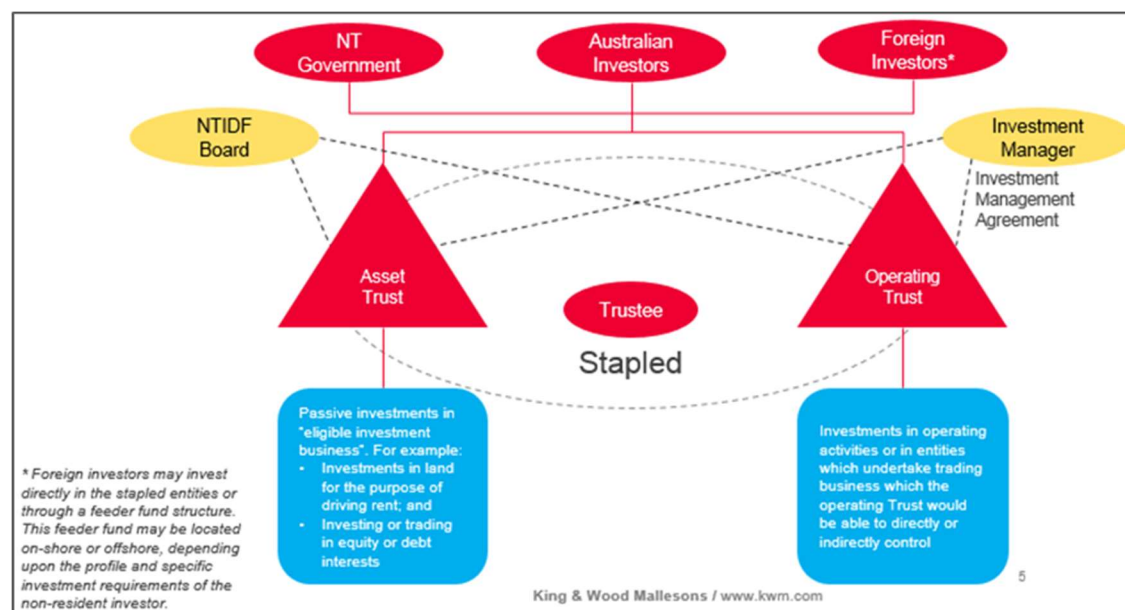 NT
Government
Australian
Investors
Foreign
Investors*
NTIDF
Board
Investment
Manager
Investment
Management
Agreement
Asset
Trust
Operating
Trust
Trustee
Stapled
Passive investments in
"eligible investment
business". For example:
• Investments in land
for the purpose of
driving rent; and
• Investing or trading
in equity or debt
interests
Investments in operating
activities or in entities
which undertake trading
business which the
operating Trust would
be able to directly or
indirectly control
* Foreign investors may invest
directly in the stapled entities or
through a feeder fund structure.
This feeder fund may be located
on-shore or offshore, depending
upon the profile and specific
investment requirements of the
non-resident investor.
5
King & Wood Mallesons / www.kwm.com